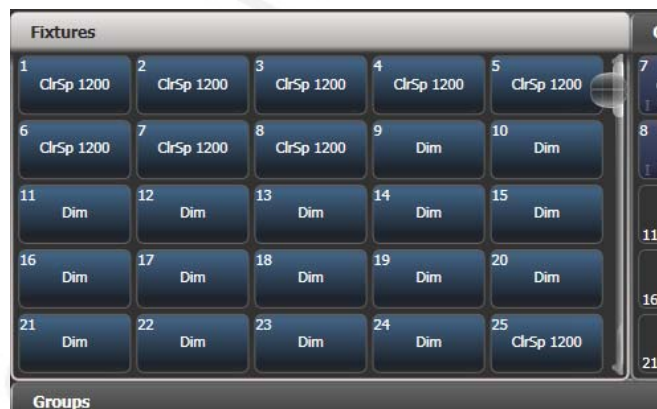 Fixtures
1 2 3 4 5 7
ClrSp 1200 ClrSp 1200 ClrSp 1200 ClrSp 1200 ClrSp 1200
I
6 7 8 9 10 8
ClrSp 1200 ClrSp 1200 ClrSp 1200 Dim Dim
I
11 12 13 14 15
Dim Dim Dim Dim Dim
11
16 17 18 19 20
Dim Dim Dim Dim Dim
16
21 22 23 24 25
Dim Dim Dim Dim ClrSp 1200
21
Groups